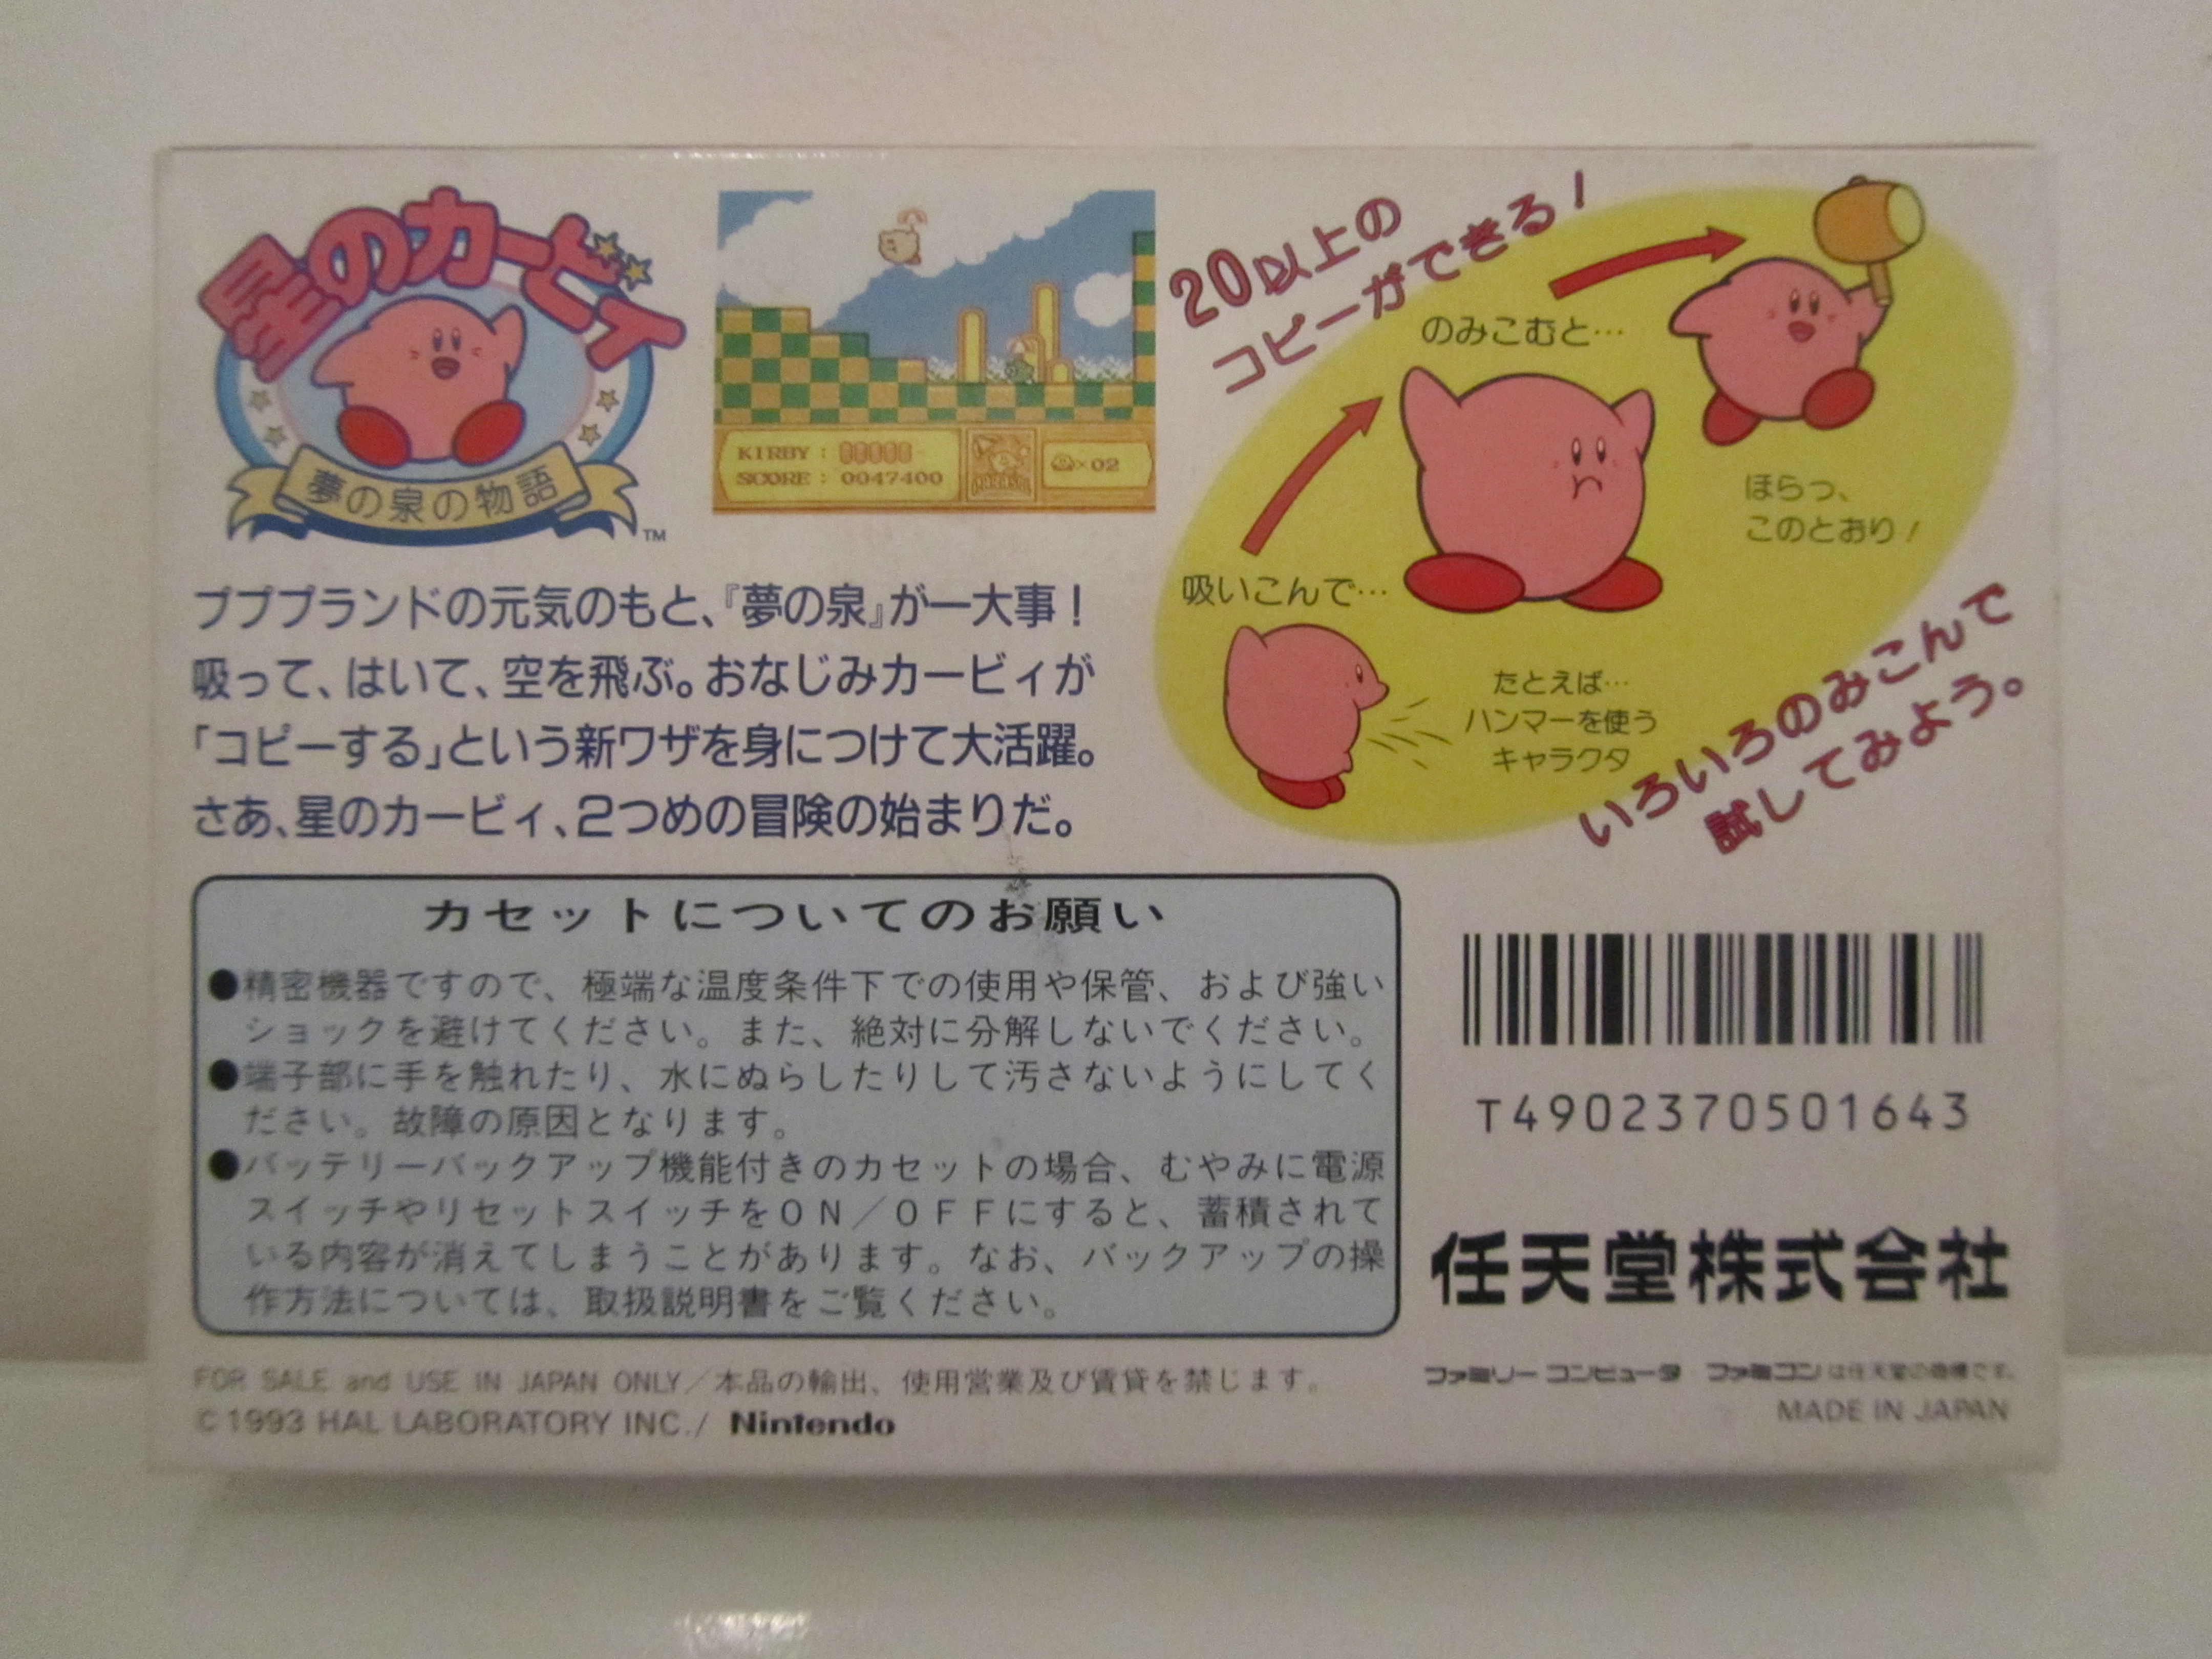 星のカービィ
夢の泉の物語
TM
KIRBY :
SCORE : 0047400
×02
20以上の
コピーができる！
のみこむと…
ほらっ、
このとおり！
吸いこんで…
たとえば…
ハンマーを使う
キャラクタ
いろいろのみこんで
試してみよう。
プププランドの元気のもと、『夢の泉』が一大事！
吸って、はいて、空を飛ぶ。おなじみカービィが
「コピーする」という新ワザを身につけて大活躍。
さあ、星のカービィ、2つめの冒険の始まりだ。
カセットについてのお願い
●精密機器ですので、極端な温度条件下での使用や保管、および強い
ショックを避けてください。また、絶対に分解しないでください。
●端子部に手を触れたり、水にぬらしたりして汚さないようにしてく
ださい。故障の原因となります。
●バッテリーバックアップ機能付きのカセットの場合、むやみに電源
スイッチやリセットスイッチをＯＮ／ＯＦＦにすると、蓄積されて
いる内容が消えてしまうことがあります。なお、バックアップの操
作方法については、取扱説明書をご覧ください。
T4902370501643
任天堂株式会社
FOR SALE and USE IN JAPAN ONLY／本品の輸出、使用営業及び賃貸を禁じます。
©1993 HAL LABORATORY INC./ Nintendo
ファミリーコンピュータ ファミコンは任天堂の商標です。
MADE IN JAPAN